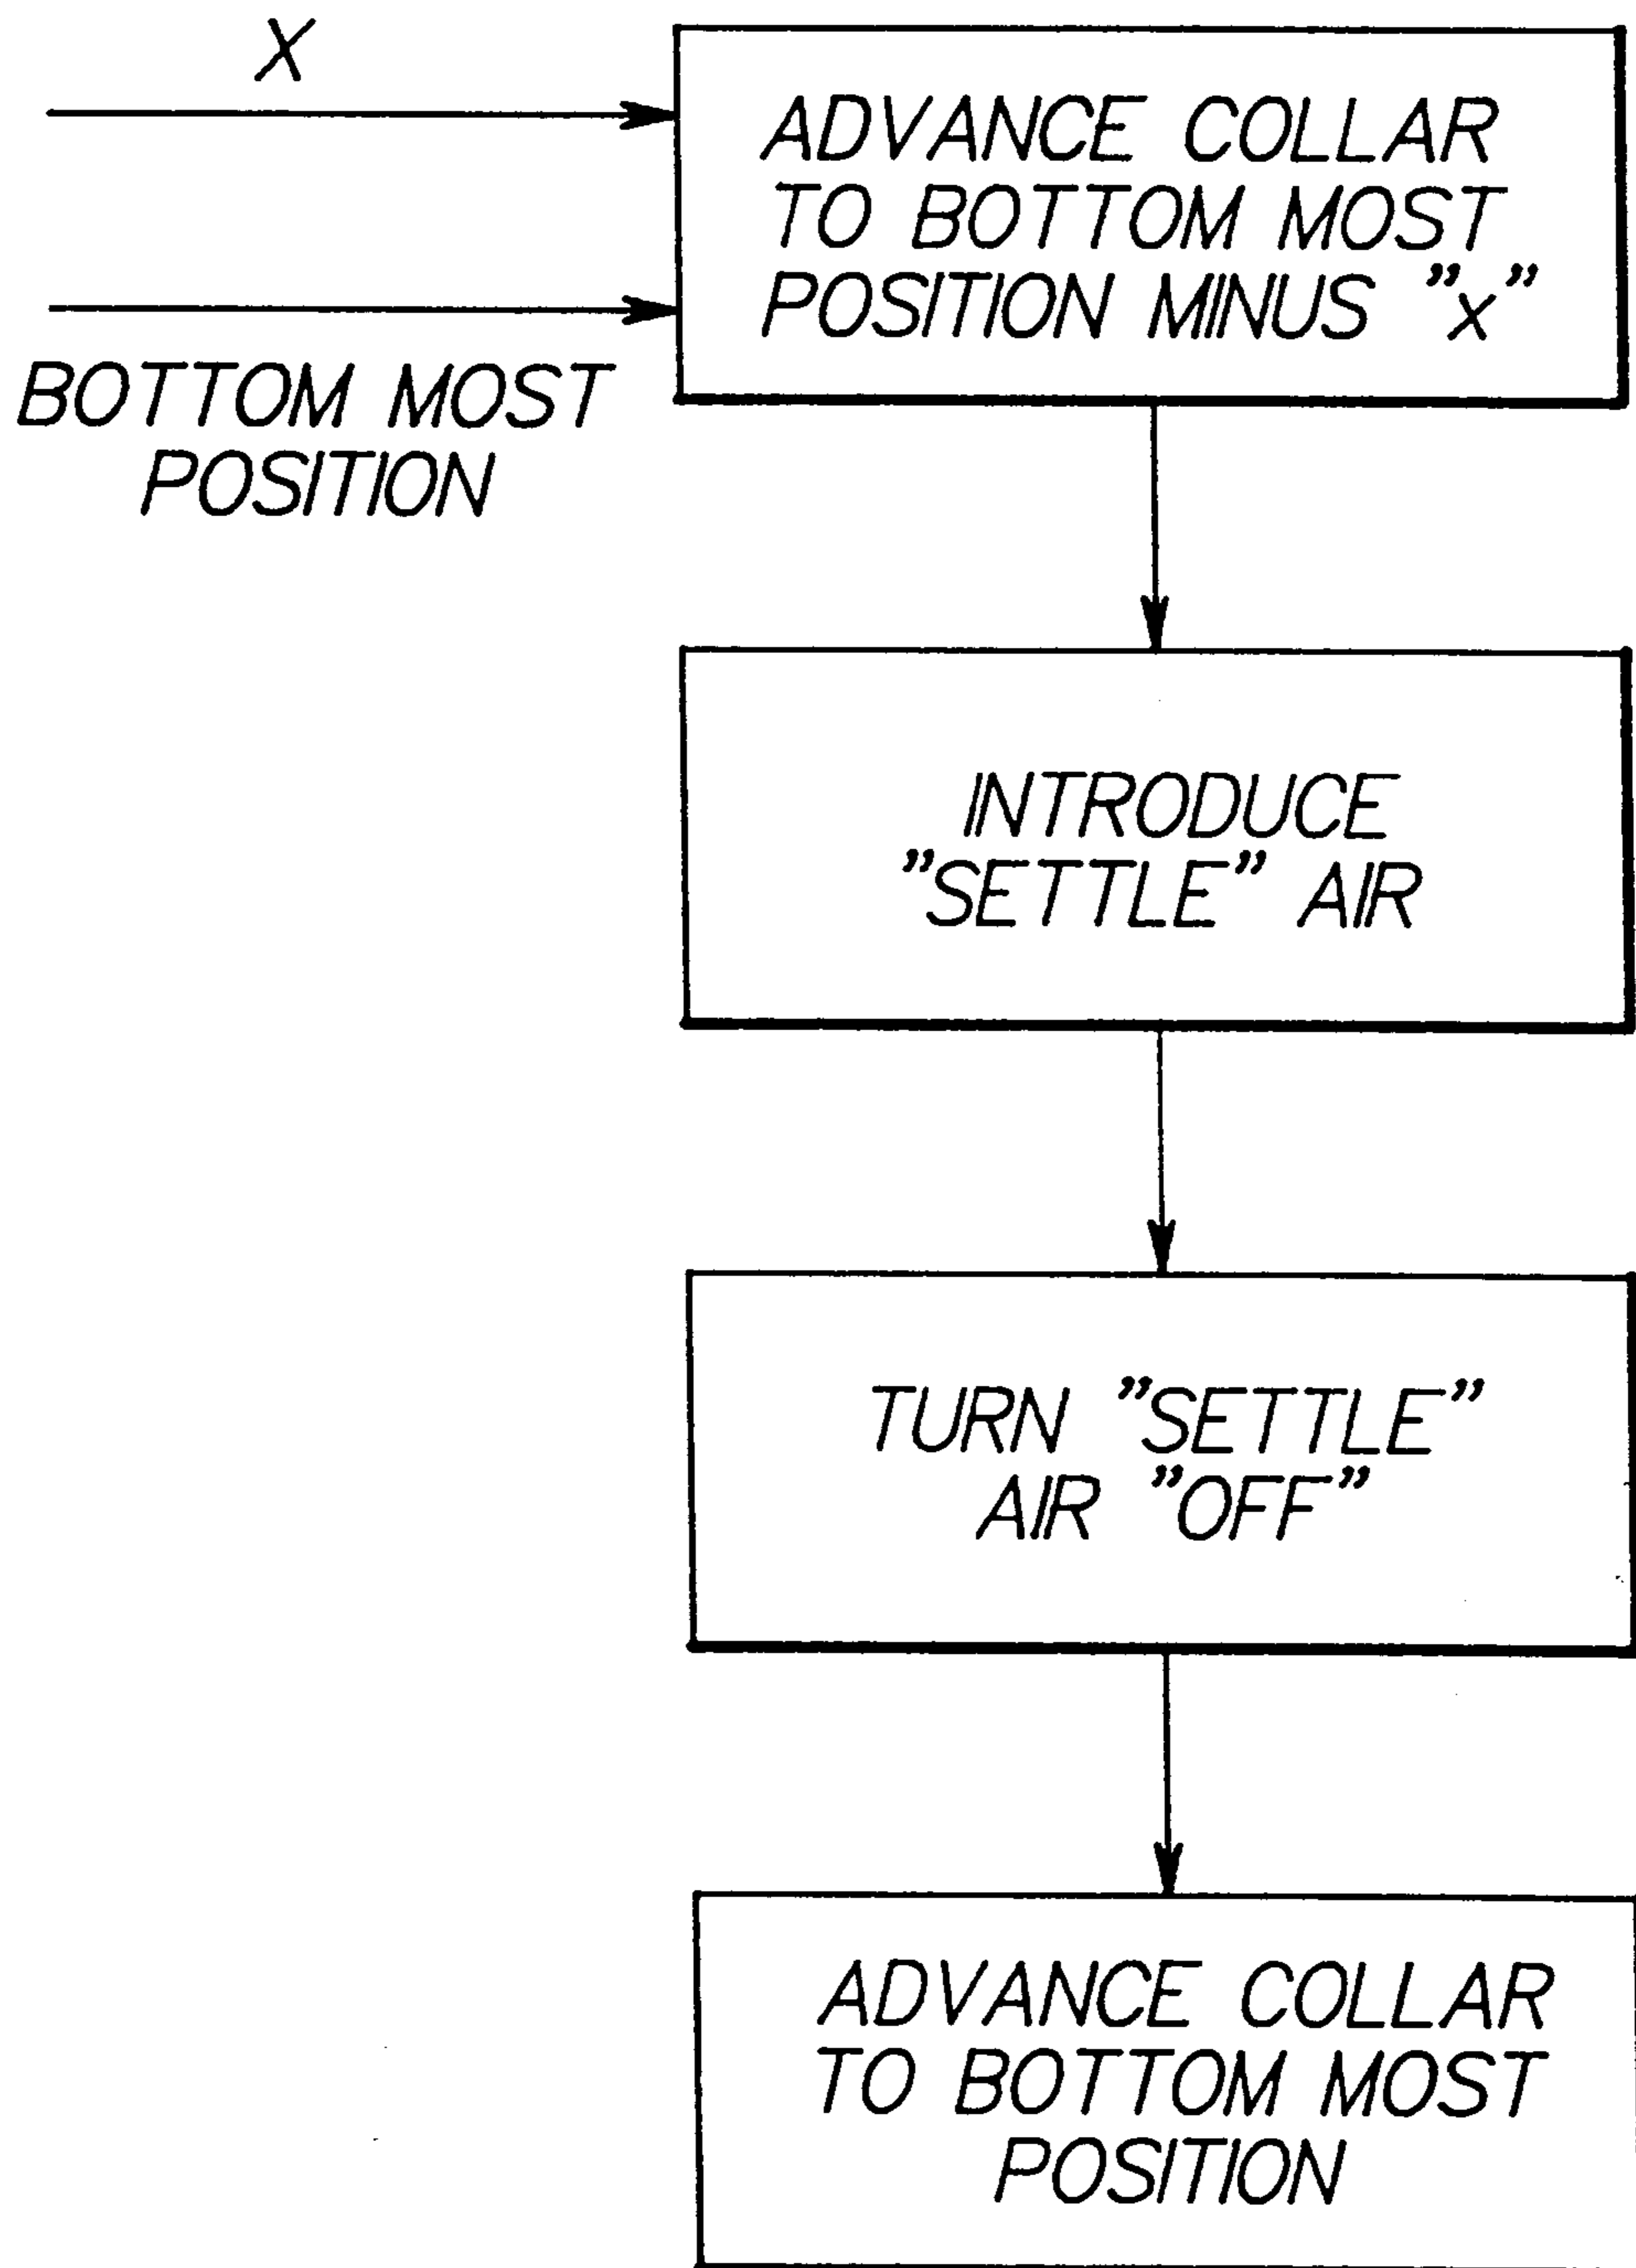 X
BOTTOM MOST
POSITION
ADVANCE COLLAR
TO BOTTOM MOST
POSITION MINUS "x"
INTRODUCE
"SETTLE" AIR
TURN "SETTLE"
AIR "OFF"
ADVANCE COLLAR
TO BOTTOM MOST
POSITION